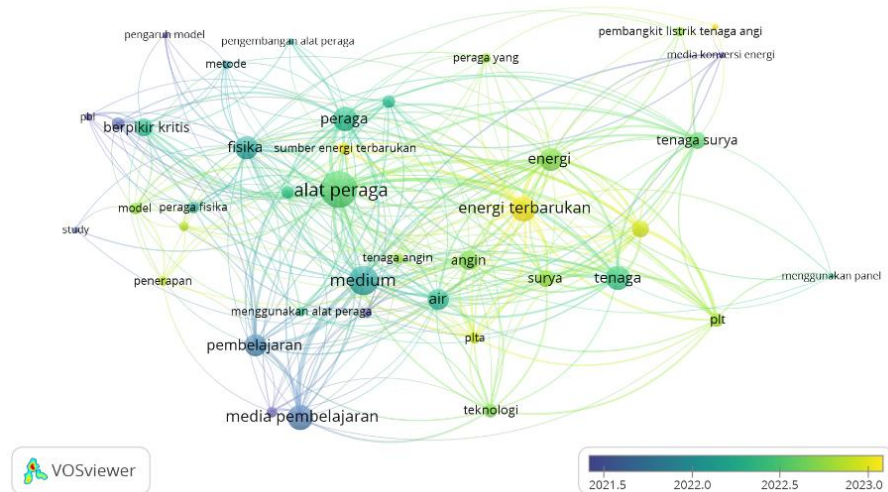 pengaruh model
pengembangan alat peraga
pembangkit listrik tenaga angi
metode
peraga yang
media konversi energi
pbl
berpikir kritis
peraga
tenaga surya
fisika
sumber energi terbarukan
energi
alat peraga
model
peraga fisika
energi terbarukan
study
tenaga angin
angin
penerapan
medium
surya
tenaga
menggunakan panel
menggunakan alat peraga
air
plt
pembelajaran
plta
media pembelajaran
teknologi
VOSviewer
2021.5 2022.0 2022.5 2023.0